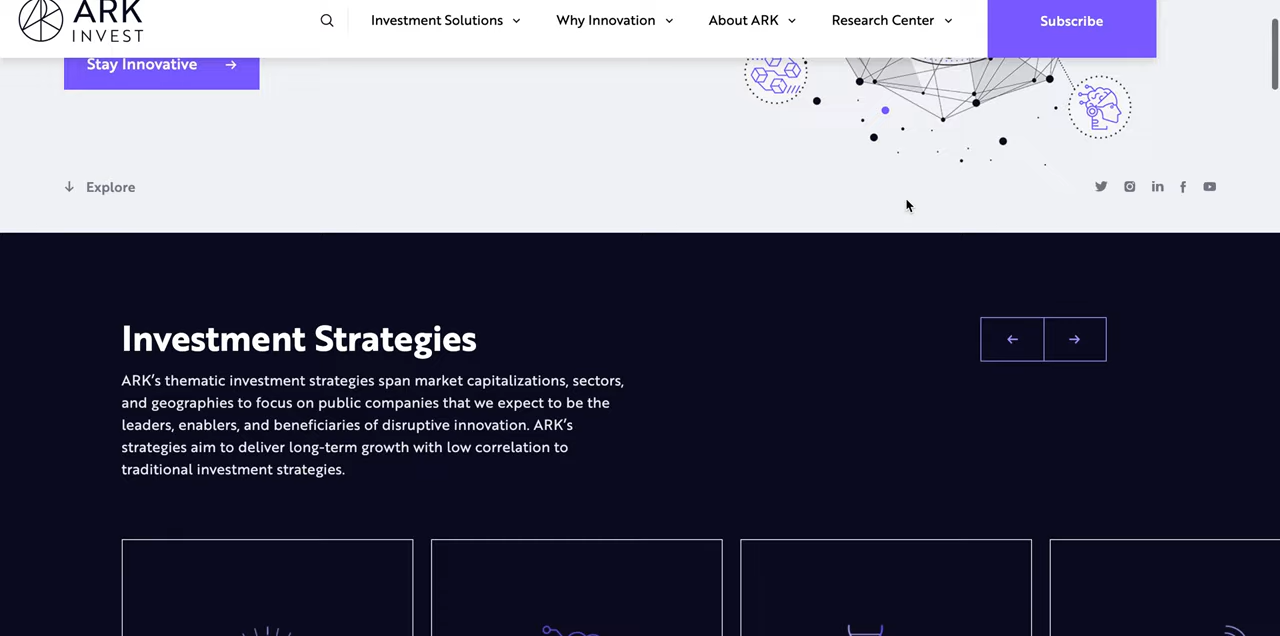 ARK
INVEST
Investment Solutions
Why Innovation
About ARK
Research Center
Subscribe
Stay Innovative
Explore
Investment Strategies
ARK’s thematic investment strategies span market capitalizations, sectors,
and geographies to focus on public companies that we expect to be the
leaders, enablers, and beneficiaries of disruptive innovation. ARK’s
strategies aim to deliver long-term growth with low correlation to
traditional investment strategies.